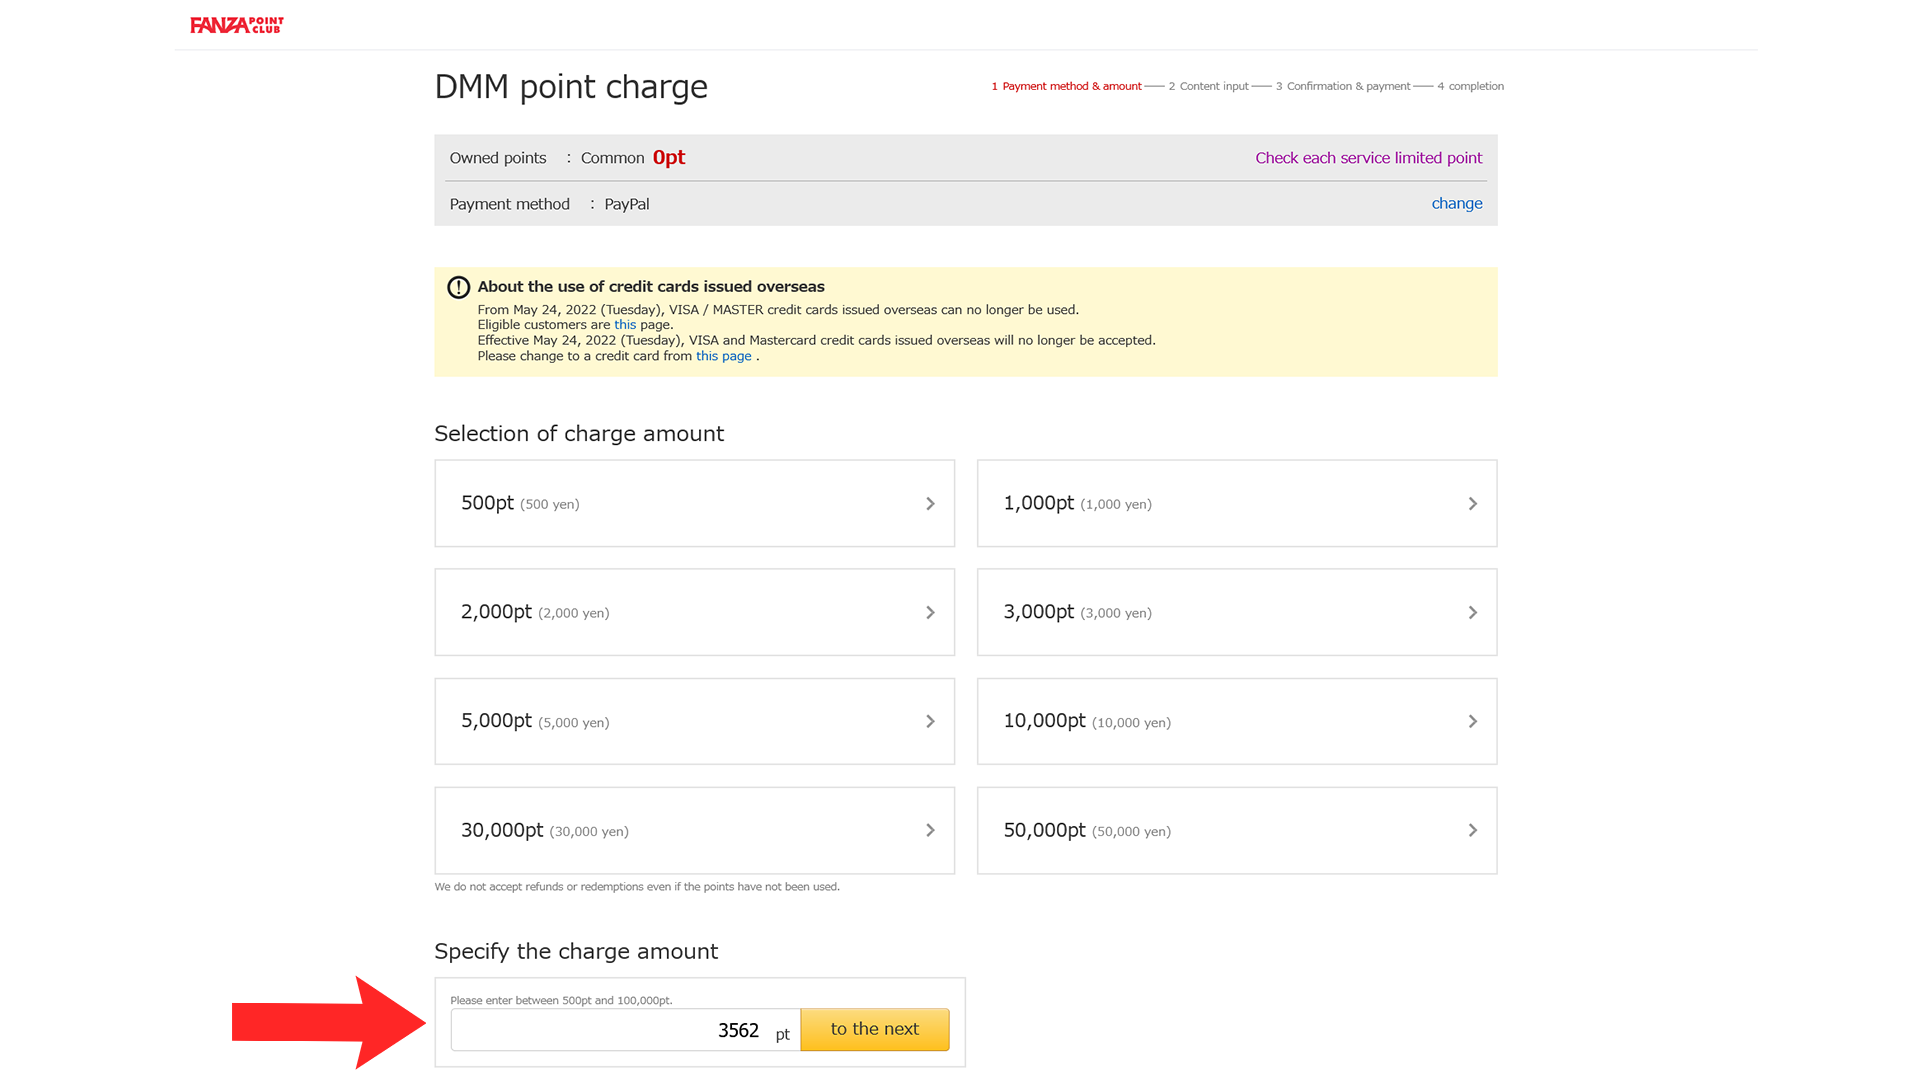 FANZA POINT CLUB
DMM point charge
1 Payment method & amount 2 Content input 3 Confirmation & payment 4 completion
Owned points : Common 0pt Check each service limited point
Payment method : PayPal change
About the use of credit cards issued overseas
From May 24, 2022 (Tuesday), VISA / MASTER credit cards issued overseas can no longer be used.
Eligible customers are this page.
Effective May 24, 2022 (Tuesday), VISA and Mastercard credit cards issued overseas will no longer be accepted.
Please change to a credit card from this page .
Selection of charge amount
500pt (500 yen)
1,000pt (1,000 yen)
2,000pt (2,000 yen)
3,000pt (3,000 yen)
5,000pt (5,000 yen)
10,000pt (10,000 yen)
30,000pt (30,000 yen)
50,000pt (50,000 yen)
We do not accept refunds or redemptions even if the points have not been used.
Specify the charge amount
Please enter between 500pt and 100,000pt.
3562 pt to the next